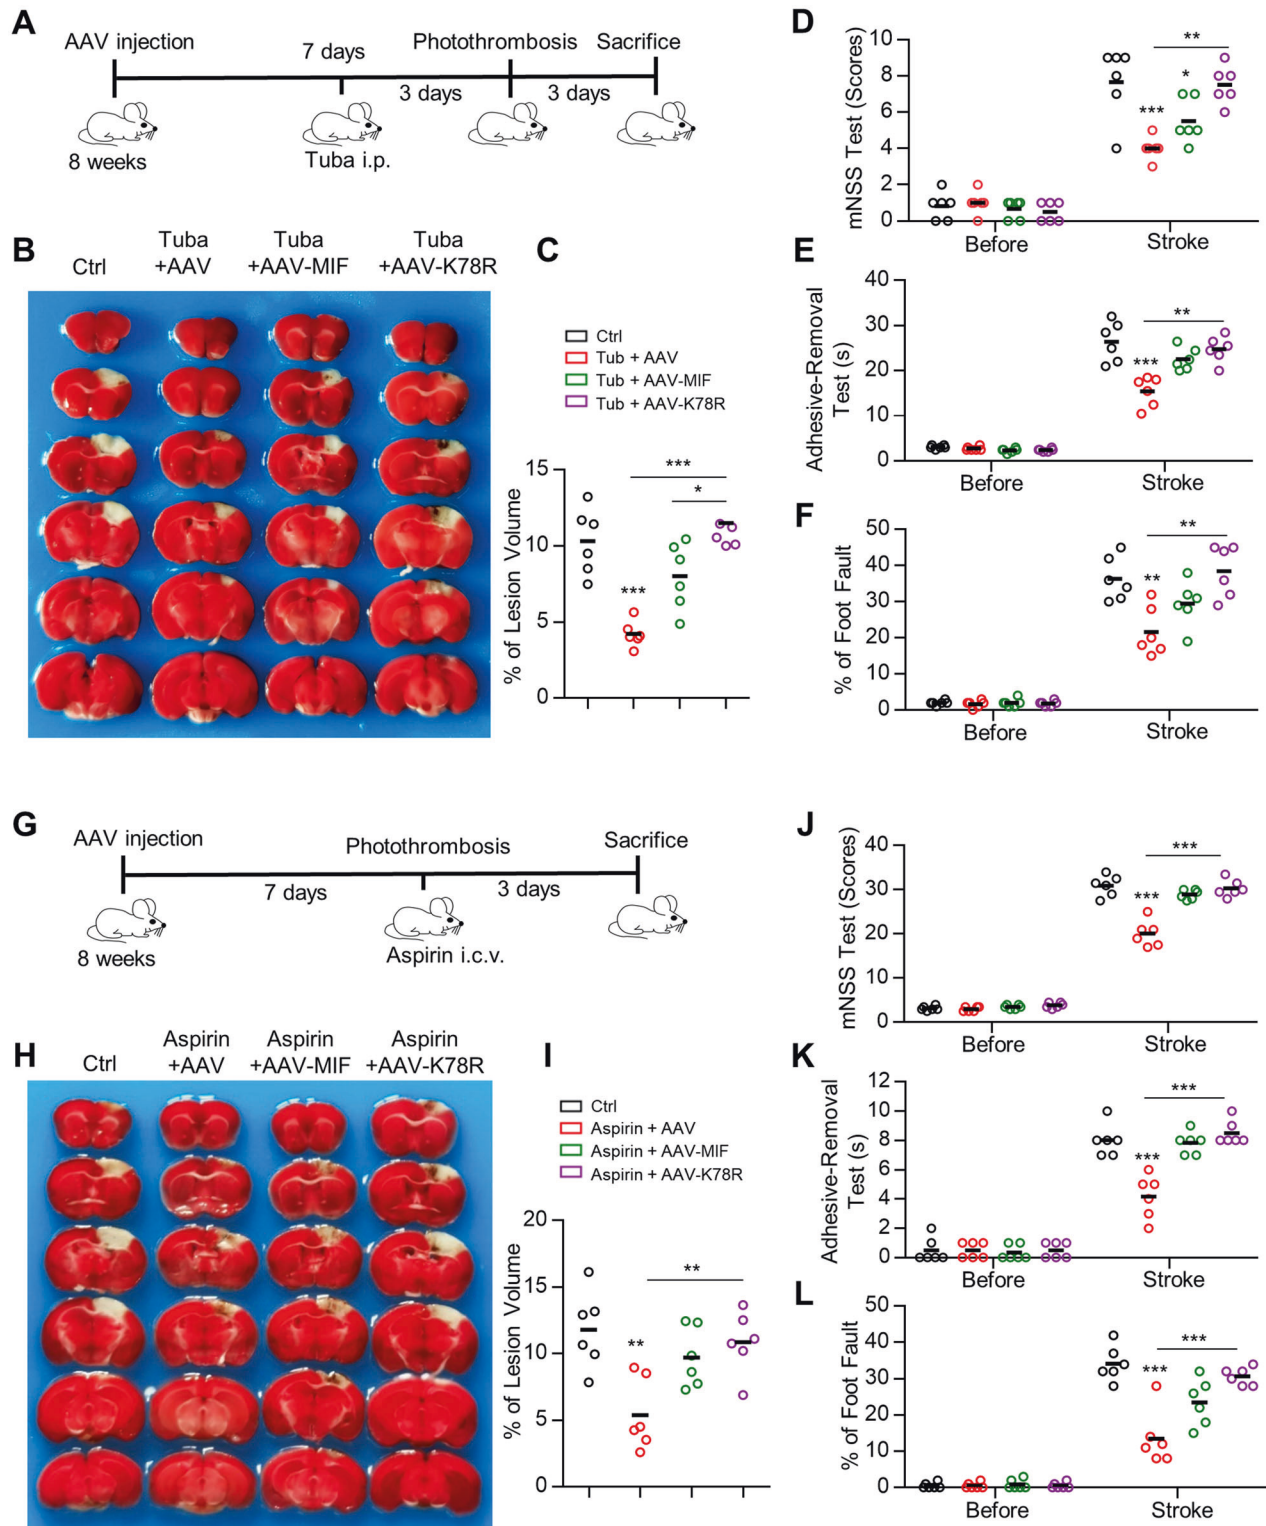 A
AAV injection
7 days
Photothrombosis
Sacrifice
3 days
3 days
8 weeks
Tuba i.p.
B
Ctrl
Tuba
+AAV
Tuba
+AAV-MIF
Tuba
+AAV-K78R
C
Ctrl
Tub + AAV
Tub + AAV-MIF
Tub + AAV-K78R
% of Lesion Volume
15
10
5
0
***
***
*
D
mNSS Test (Scores)
10
8
6
4
2
0
***
*
**
Before
Stroke
E
Adhesive-Removal
Test (s)
40
30
20
10
0
***
**
Before
Stroke
F
% of Foot Fault
50
40
30
20
10
0
**
**
Before
Stroke
G
AAV injection
Photothrombosis
Sacrifice
7 days
3 days
8 weeks
Aspirin i.c.v.
H
Ctrl
Aspirin
+AAV
Aspirin
+AAV-MIF
Aspirin
+AAV-K78R
I
Ctrl
Aspirin + AAV
Aspirin + AAV-MIF
Aspirin + AAV-K78R
% of Lesion Volume
20
15
10
5
0
**
**
J
mNSS Test (Scores)
40
30
20
10
0
***
***
Before
Stroke
K
Adhesive-Removal
Test (s)
12
10
8
6
4
2
0
***
***
Before
Stroke
L
% of Foot Fault
50
40
30
20
10
0
***
***
Before
Stroke